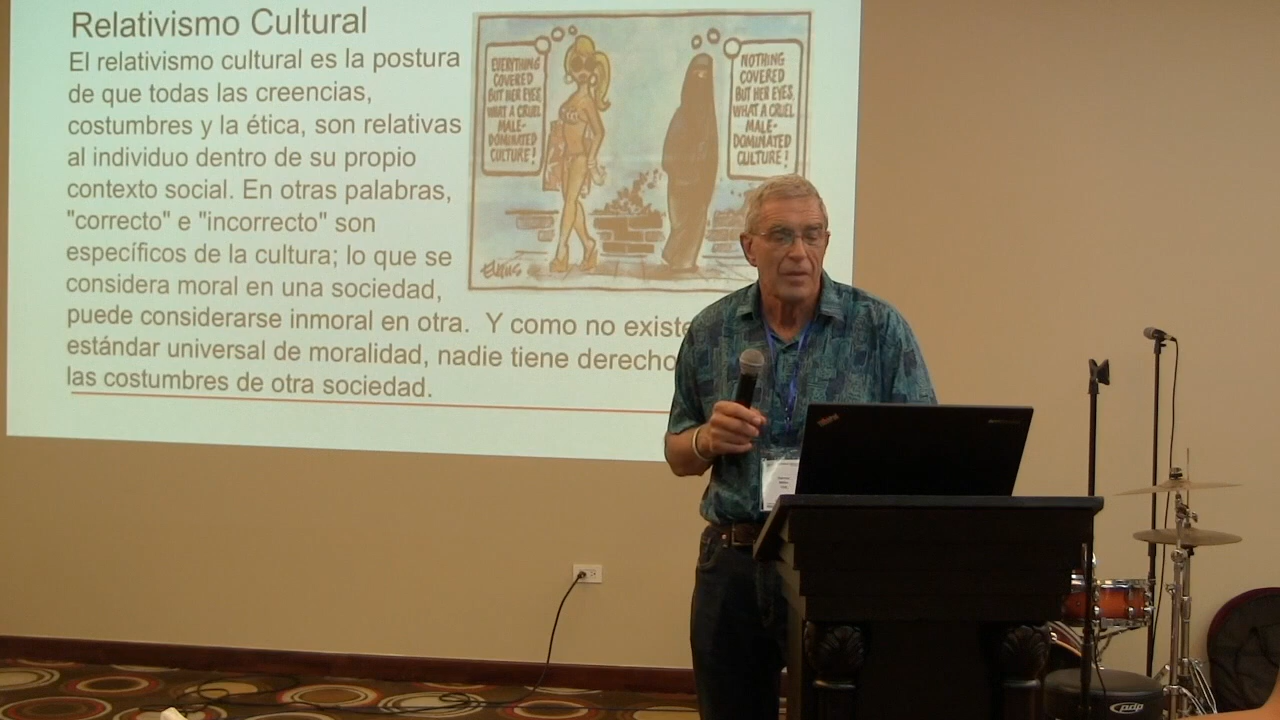 Relativismo Cultural
El relativismo cultural es la postura
de que todas las creencias,
costumbres y la ética, son relativas
al individuo dentro de su propio
contexto social. En otras palabras,
"correcto" e "incorrecto" son
específicos de la cultura; lo que se
considera moral en una sociedad,
puede considerarse inmoral en otra. Y como no existe
estándar universal de moralidad, nadie tiene derecho
las costumbres de otra sociedad.
EVERYTHING
COVERED
BUT HER EYES,
WHAT A CRUEL
MALE-
DOMINATED
CULTURE!
NOTHING
COVERED
BUT HER EYES,
WHAT A CRUEL
MALE-
DOMINATED
CULTURE!
pdp